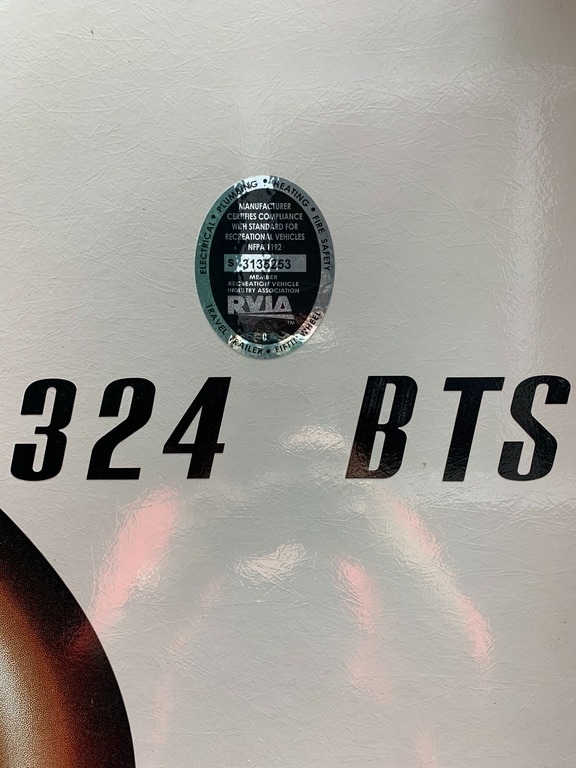 ELECTRICAL • PLUMBING • HEATING • FIRE SAFETY
MANUFACTURER
CERTIFIES COMPLIANCE
WITH STANDARD FOR
RECREATIONAL VEHICLES
NFPA 1192
S 3135253
MEMBER
RECREATION VEHICLE
INDUSTRY ASSOCIATION
RVIA
TM
C
TRAVEL TRAILER • FIFTH WHEEL
324 BTS